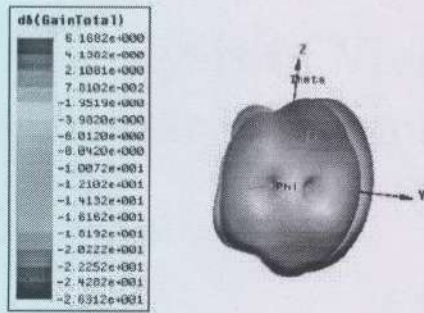 dB(GainTotal)
6.1682e+000
4.1382e+000
2.1081e+000
7.8102e-002
-1.9519e+000
-3.9820e+000
-6.0120e+000
-8.0420e+000
-1.0072e+001
-1.2102e+001
-1.4132e+001
-1.6162e+001
-1.8192e+001
-2.0222e+001
-2.2252e+001
-2.4282e+001
-2.6312e+001
Z
Theta
Phi
Y